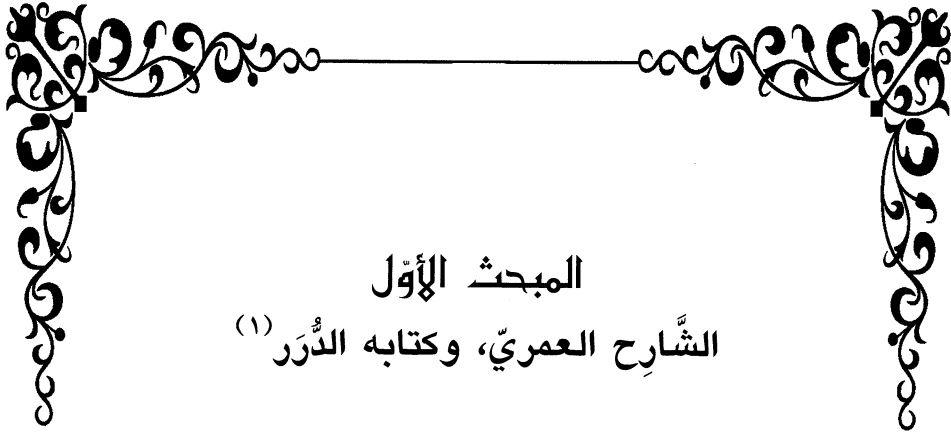 المبحث الأوّل
الشَّارِح العمريّ، وكتابه الدُّرَر(١)